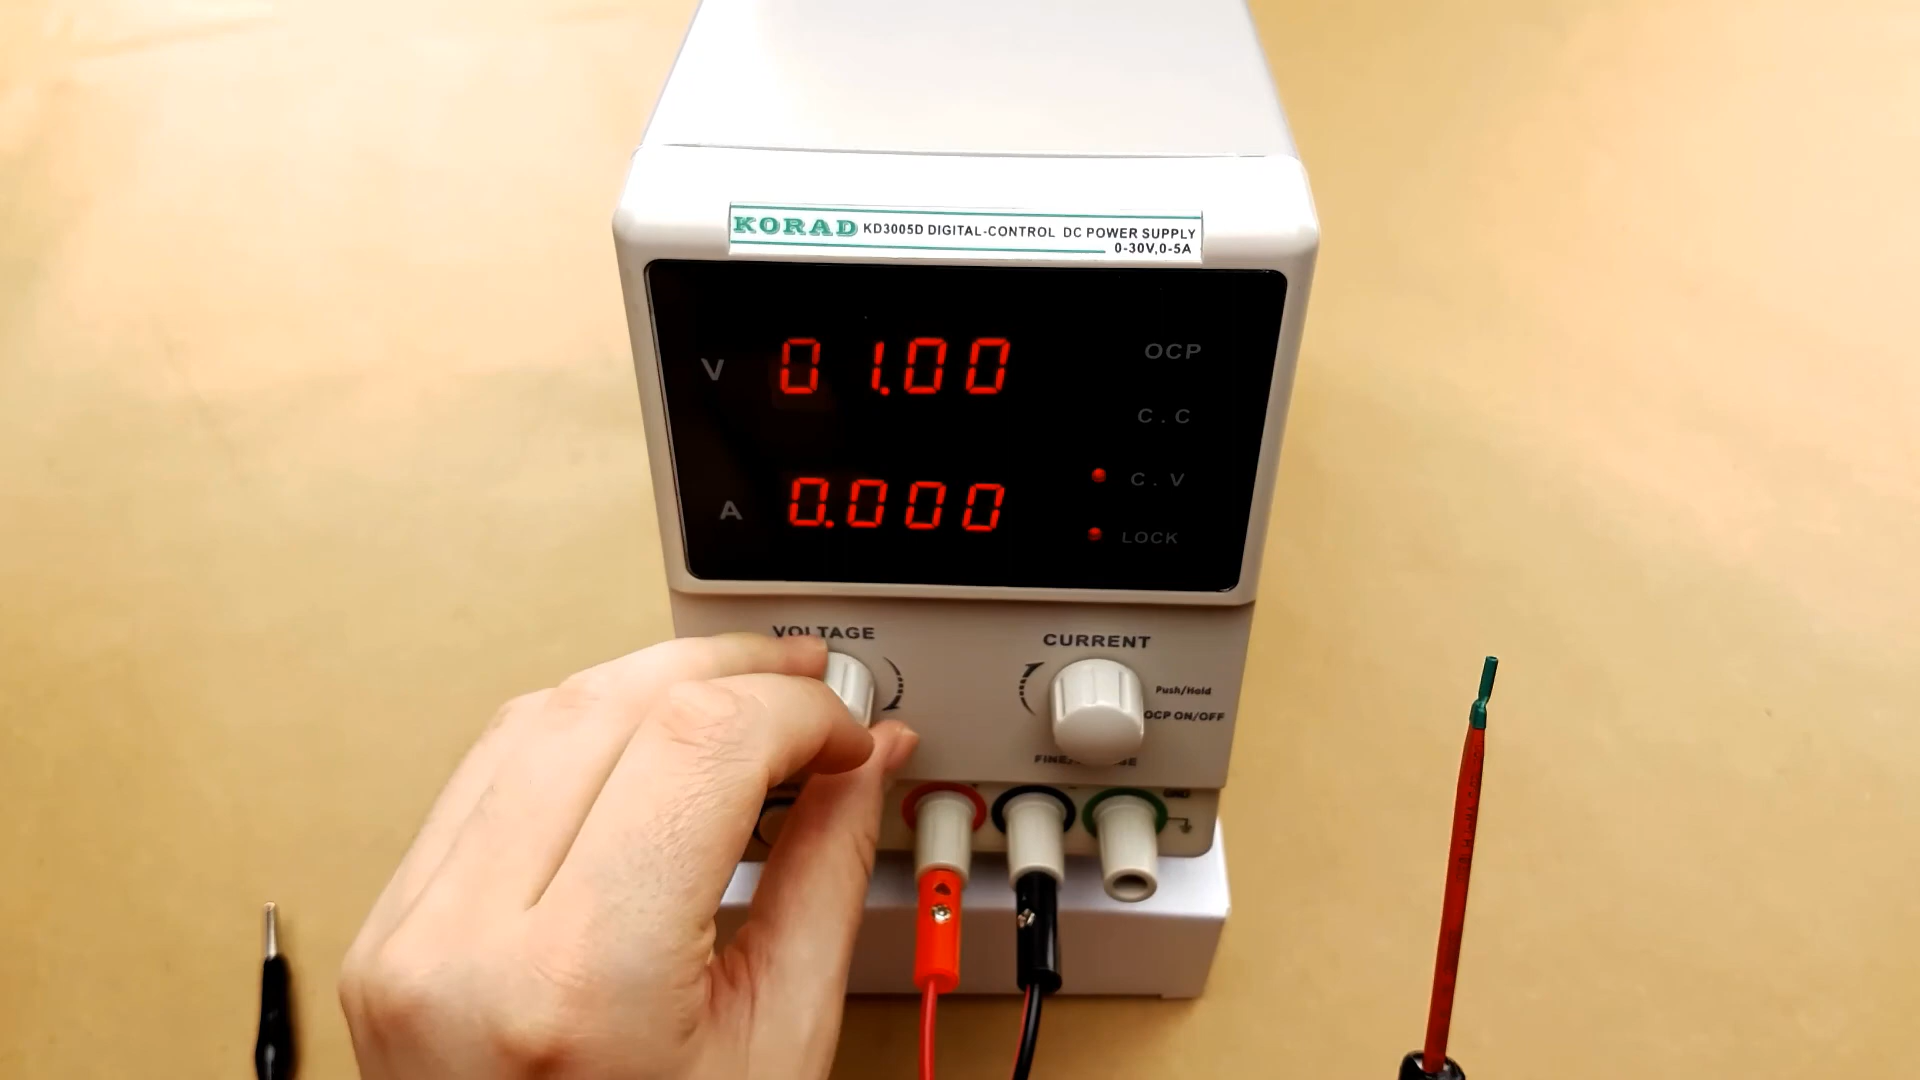 KORAD KD3005D DIGITAL-CONTROL DC POWER SUPPLY
0-30V,0-5A
V 01.00
OCP
C.C
C.V
A 0.000
LOCK
VOLTAGE
CURRENT
Push/Hold
OCP ON/OFF
GND